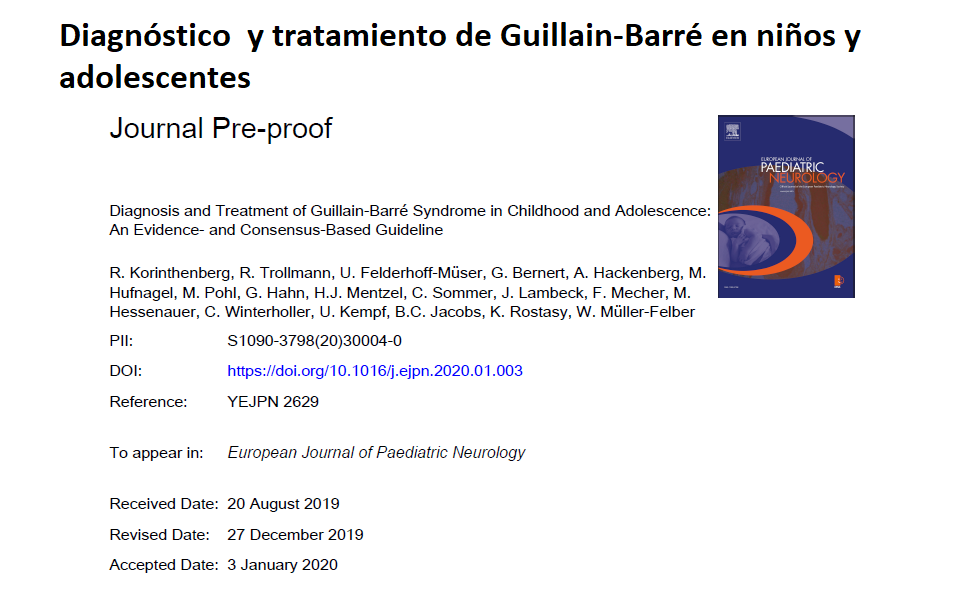 Diagnóstico y tratamiento de Guillain-Barré en niños y
adolescentes
Journal Pre-proof
EUROPEAN JOURNAL OF
PAEDIATRIC
NEUROLOGY
Diagnosis and Treatment of Guillain-Barré Syndrome in Childhood and Adolescence:
An Evidence- and Consensus-Based Guideline
R. Korinthenberg, R. Trollmann, U. Felderhoff-Müser, G. Bernert, A. Hackenberg, M.
Hufnagel, M. Pohl, G. Hahn, H.J. Mentzel, C. Sommer, J. Lambeck, F. Mecher, M.
Hessenauer, C. Winterholler, U. Kempf, B.C. Jacobs, K. Rostasy, W. Müller-Felber
PII: S1090-3798(20)30004-0
DOI: https://doi.org/10.1016/j.ejpn.2020.01.003
Reference: YEJPN 2629
To appear in: European Journal of Paediatric Neurology
Received Date: 20 August 2019
Revised Date: 27 December 2019
Accepted Date: 3 January 2020